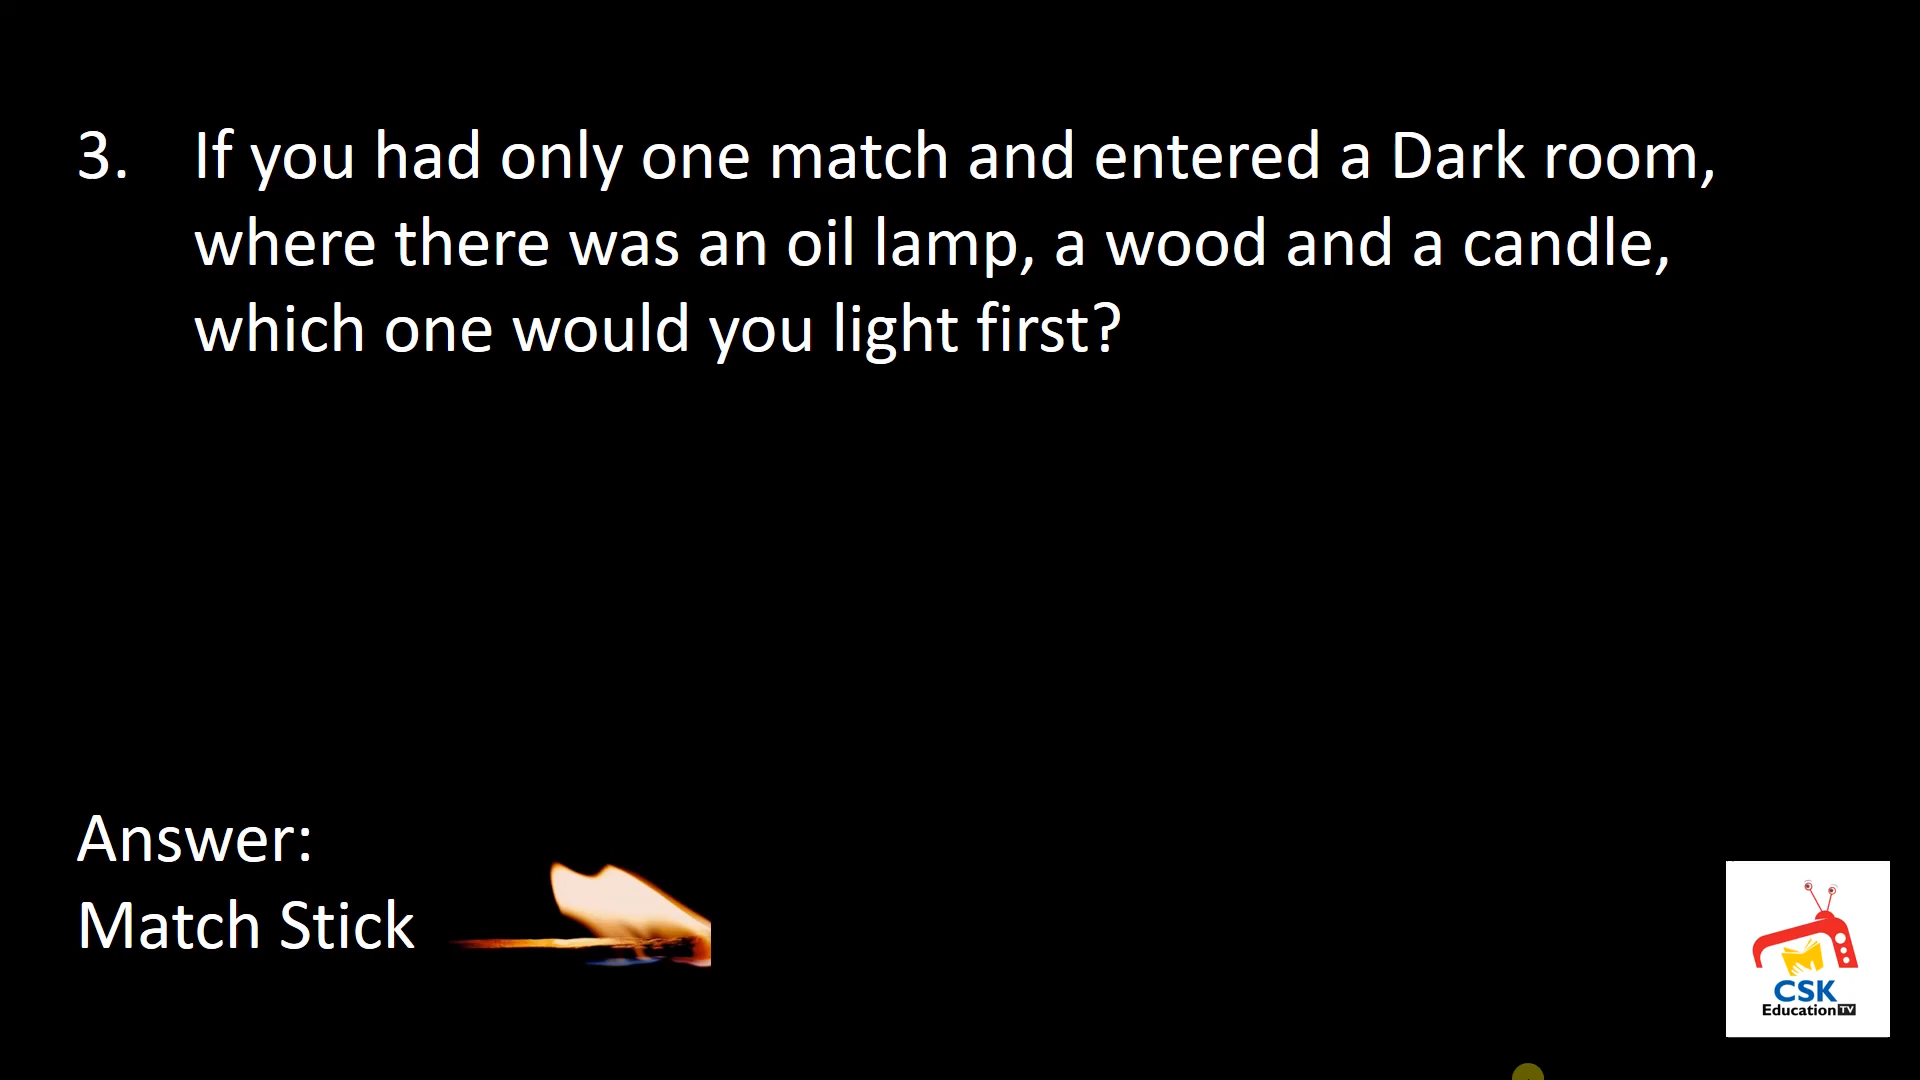 3. If you had only one match and entered a Dark room,
where there was an oil lamp, a wood and a candle,
which one would you light first?
Answer:
Match Stick
CSK
Education TV